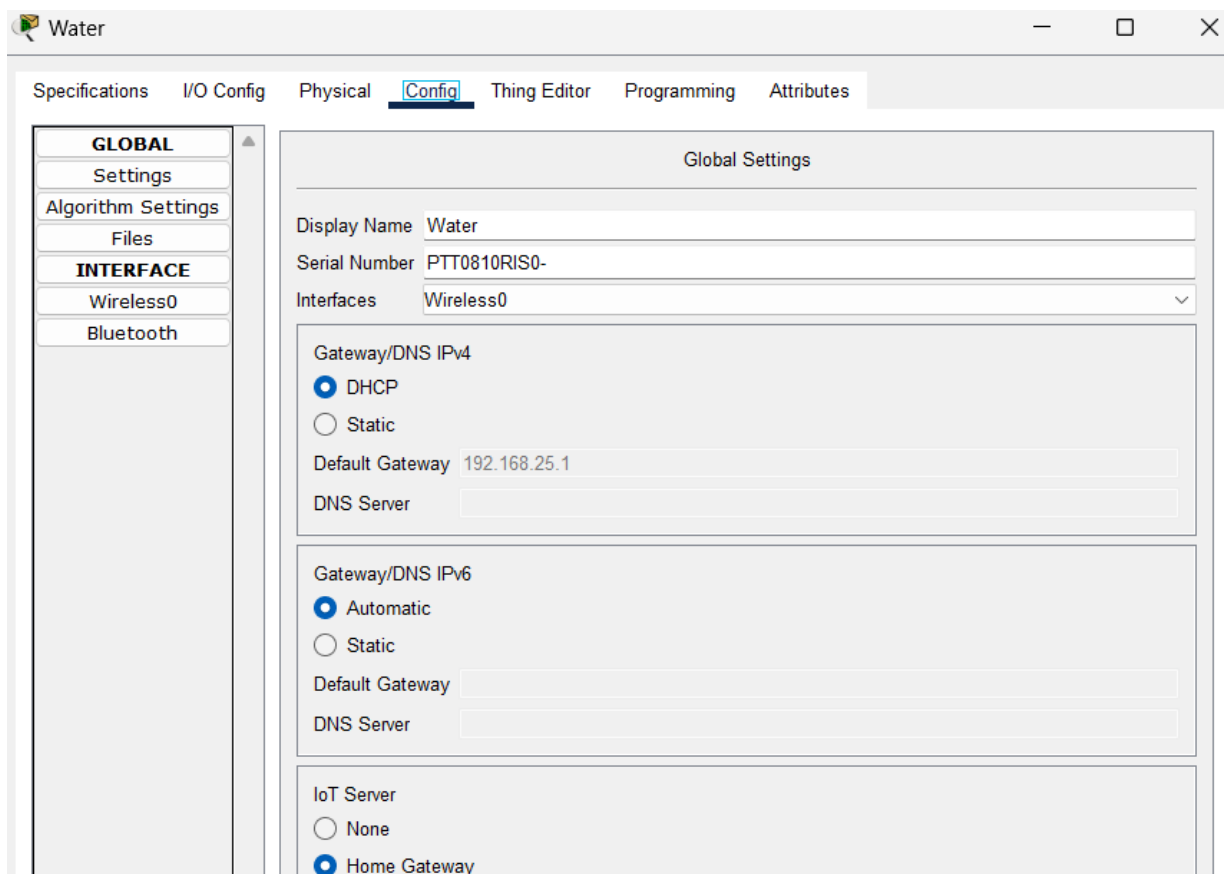 Water
Specifications I/O Config Physical Config Thing Editor Programming Attributes
GLOBAL
Settings
Algorithm Settings
Files
INTERFACE
Wireless0
Bluetooth
Global Settings
Display Name Water
Serial Number PTT0810RIS0-
Interfaces Wireless0
Gateway/DNS IPv4
DHCP
Static
Default Gateway 192.168.25.1
DNS Server
Gateway/DNS IPv6
Automatic
Static
Default Gateway
DNS Server
IoT Server
None
Home Gateway